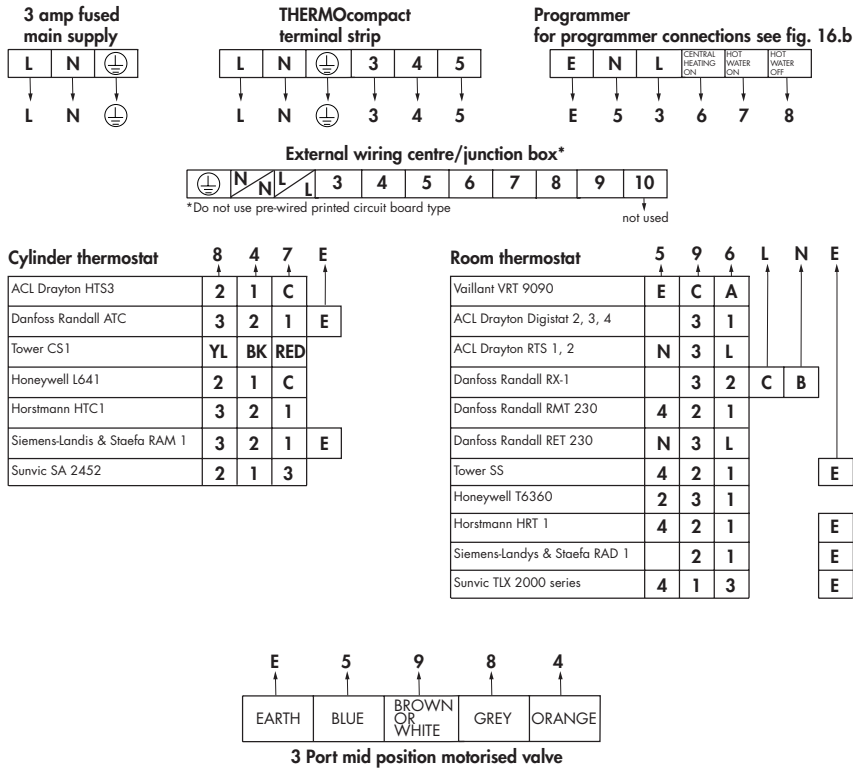 3 amp fused
main supply
L N
L N
THERMOcompact
terminal strip
L N 3 4 5
L N 3 4 5
Programmer
for programmer connections see fig. 16.b
E N L CENTRAL HEATING ON HOT WATER ON HOT WATER OFF
E 5 3 6 7 8
External wiring centre/junction box*
N N L L 3 4 5 6 7 8 9 10
*Do not use pre-wired printed circuit board type
not used
Cylinder thermostat 8 4 7 E
ACL Drayton HTS3 2 1 C
Danfoss Randall ATC 3 2 1 E
Tower CS1 YL BK RED
Honeywell L641 2 1 C
Horstmann HTC1 3 2 1
Siemens-Landis & Staefa RAM 1 3 2 1 E
Sunvic SA 2452 2 1 3
Room thermostat 5 9 6 L N E
Vaillant VRT 9090 E C A
ACL Drayton Digistat 2, 3, 4 3 1
ACL Drayton RTS 1, 2 N 3 L
Danfoss Randall RX-1 3 2 C B
Danfoss Randall RMT 230 4 2 1
Danfoss Randall RET 230 N 3 L
Tower SS 4 2 1 E
Honeywell T6360 2 3 1
Horstmann HRT 1 4 2 1 E
Siemens-Landys & Staefa RAD 1 2 1 E
Sunvic TLX 2000 series 4 1 3 E
E 5 9 8 4
EARTH BLUE BROWN OR WHITE GREY ORANGE
3 Port mid position motorised valve